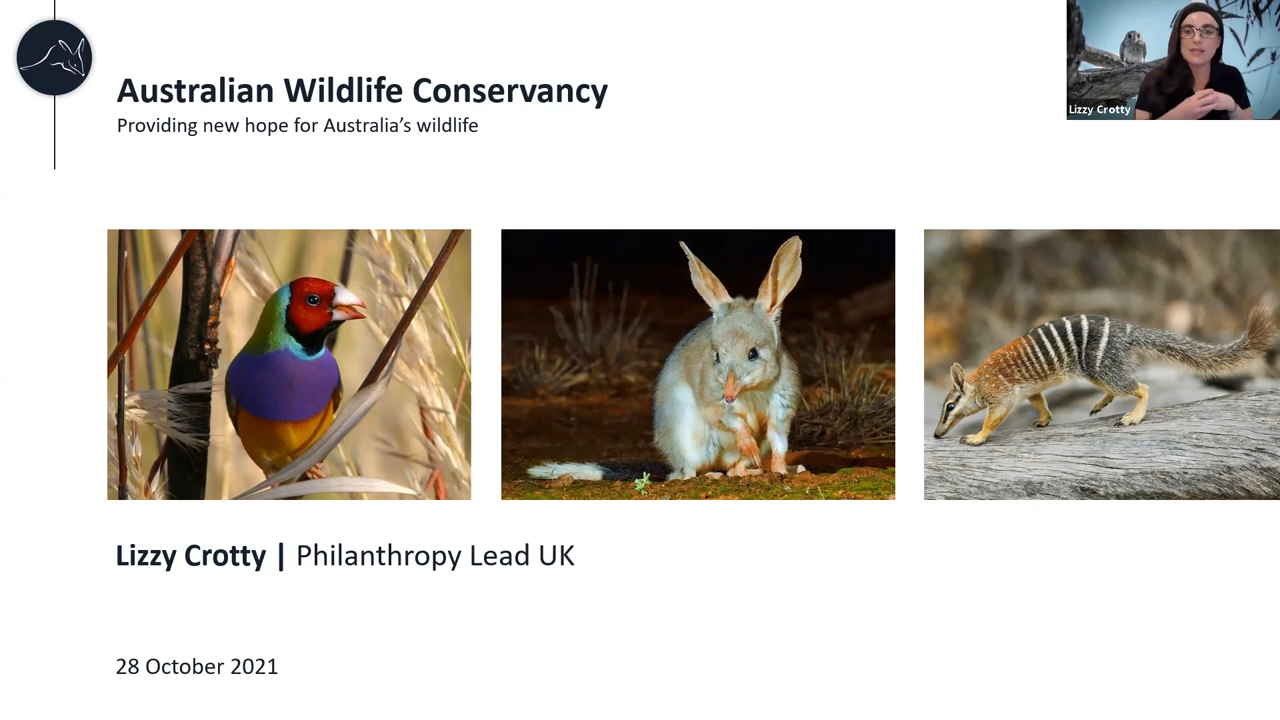 Australian Wildlife Conservancy
Providing new hope for Australia’s wildlife
Lizzy Crotty
Lizzy Crotty | Philanthropy Lead UK
28 October 2021